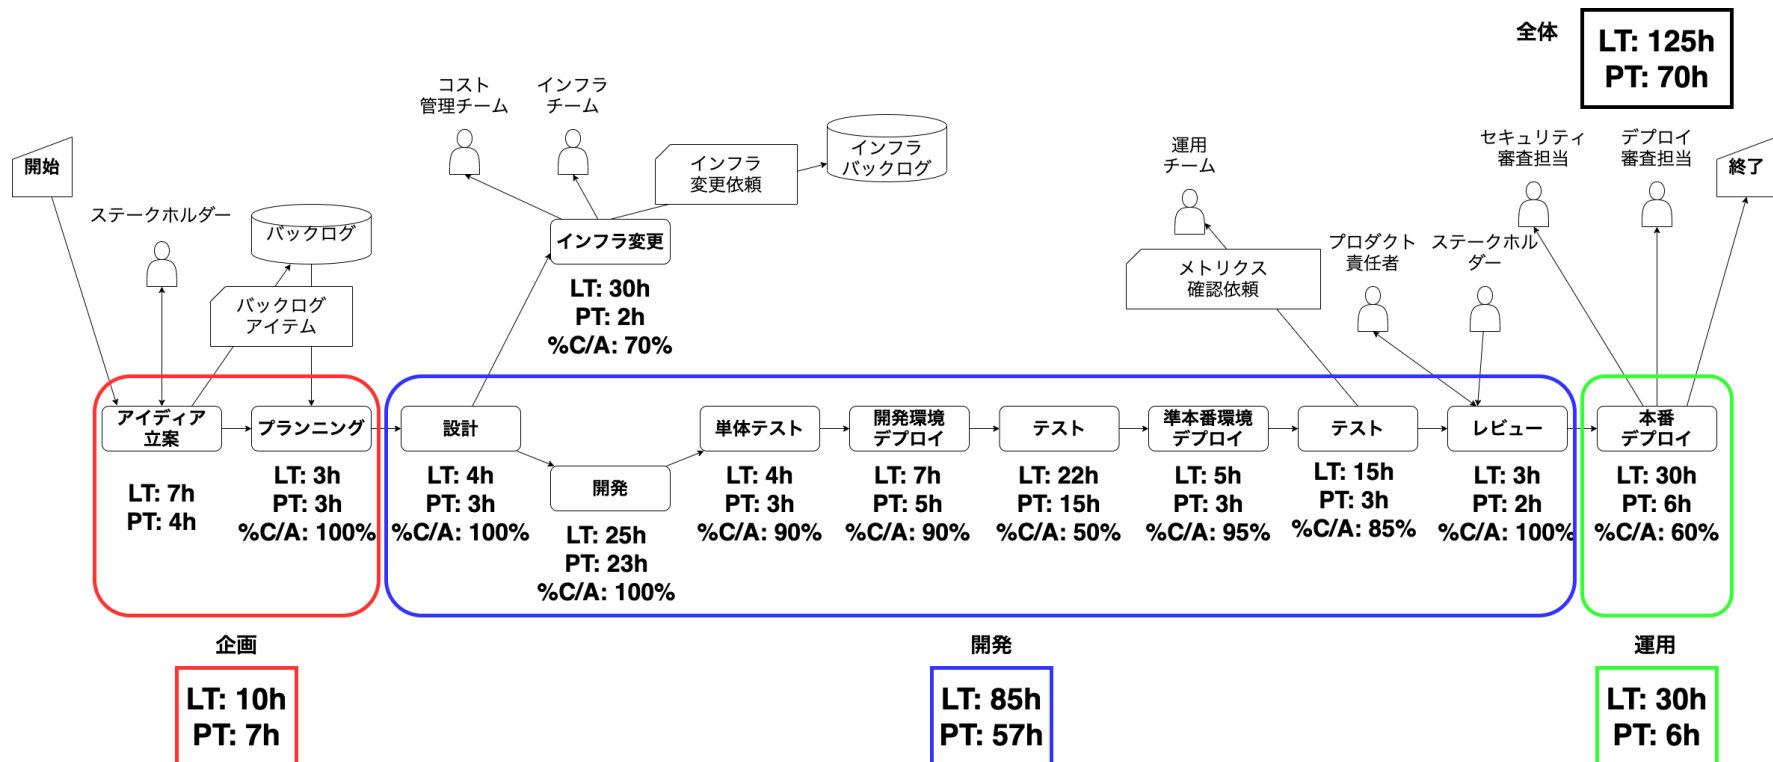 全体
LT: 125h
PT: 70h
コスト
管理チーム
インフラ
チーム
インフラ
変更依頼
インフラ
バックログ
運用
チーム
セキュリティ
審査担当
デプロイ
審査担当
開始
終了
ステークホルダー
バックログ
バックログ
アイテム
インフラ変更
LT: 30h
PT: 2h
%C/A: 70%
メトリクス
確認依頼
プロダクト
責任者
ステークホル
ダー
アイディア
立案
LT: 7h
PT: 4h
プランニング
LT: 3h
PT: 3h
%C/A: 100%
設計
LT: 4h
PT: 3h
%C/A: 100%
開発
LT: 25h
PT: 23h
%C/A: 100%
単体テスト
LT: 4h
PT: 3h
%C/A: 90%
開発環境
デプロイ
LT: 7h
PT: 5h
%C/A: 90%
テスト
LT: 22h
PT: 15h
%C/A: 50%
準本番環境
デプロイ
LT: 5h
PT: 3h
%C/A: 95%
テスト
LT: 15h
PT: 3h
%C/A: 85%
レビュー
LT: 3h
PT: 2h
%C/A: 100%
本番
デプロイ
LT: 30h
PT: 6h
%C/A: 60%
企画
LT: 10h
PT: 7h
開発
LT: 85h
PT: 57h
運用
LT: 30h
PT: 6h